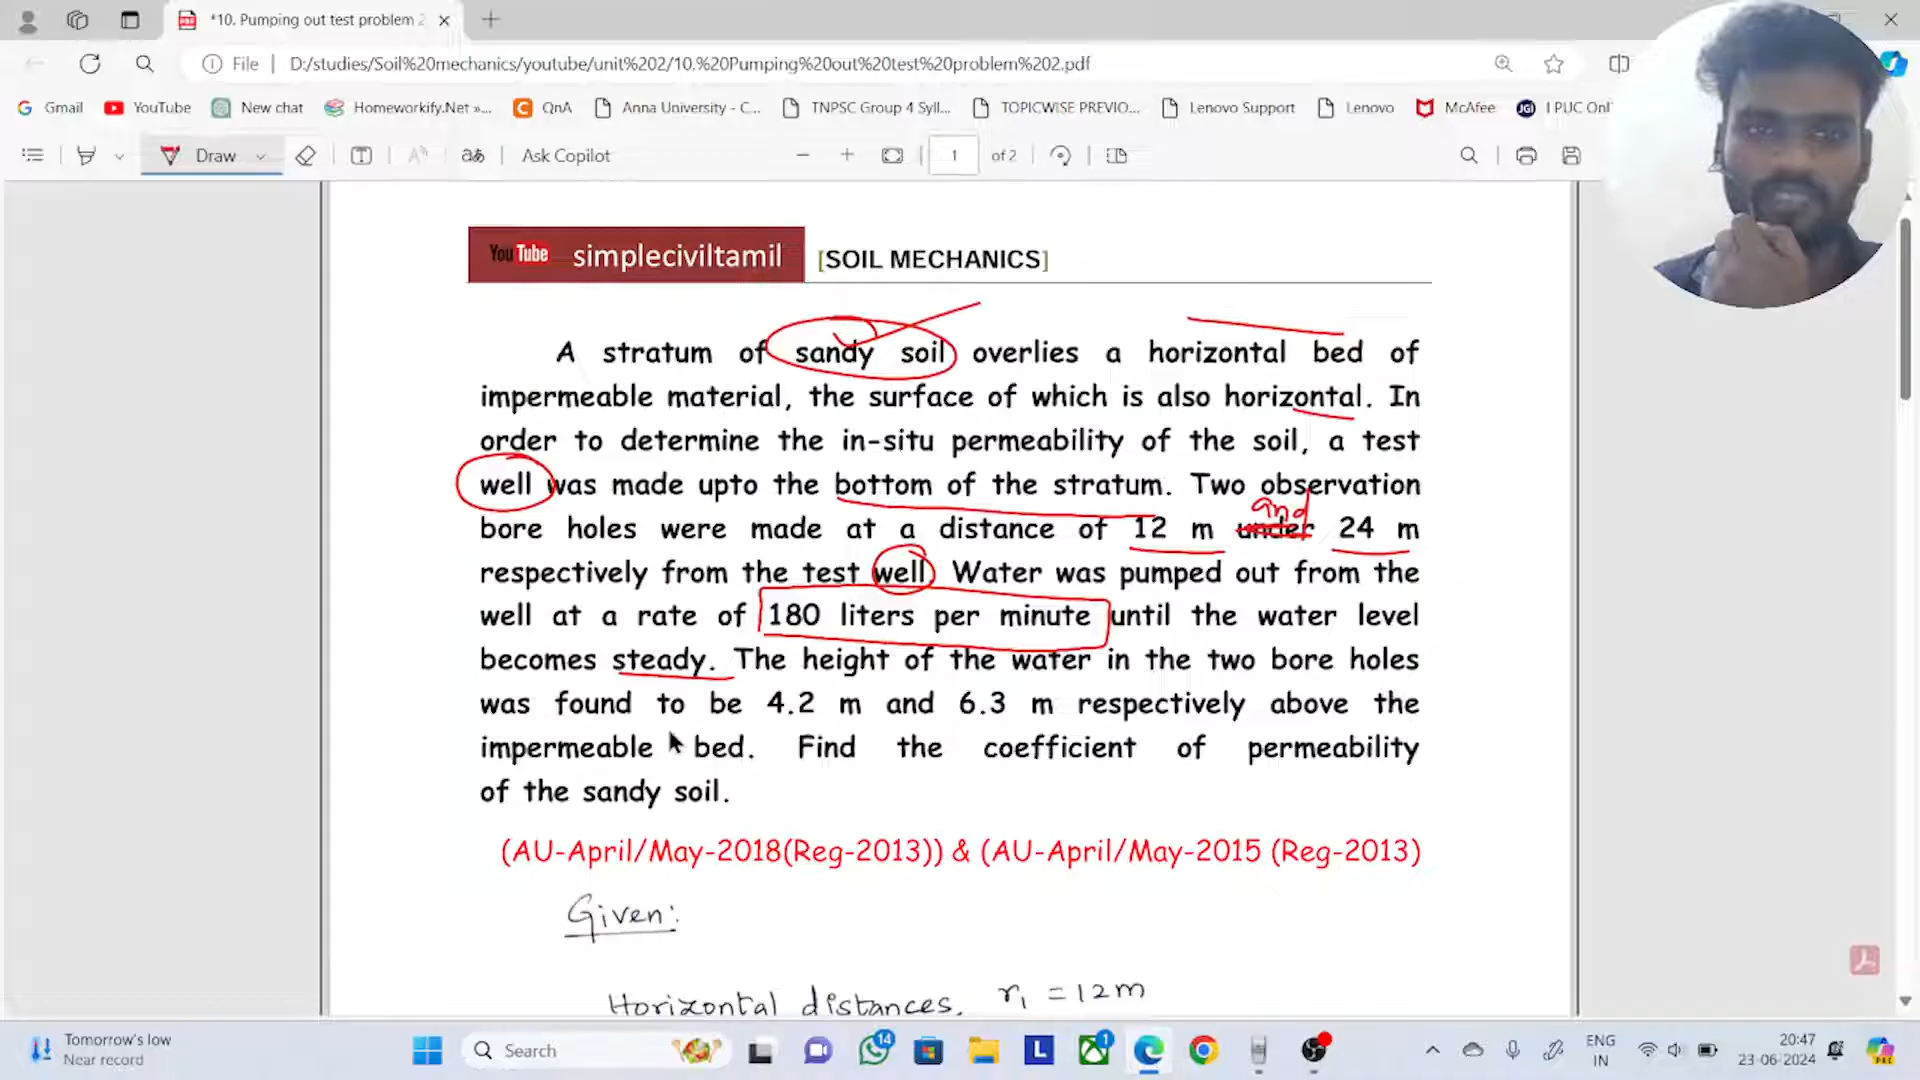 *10. Pumping out test problem 2
File
D:/studies/Soil%20mechanics/youtube/unit%202/10.%20Pumping%20out%20test%20problem%202.pdf
Gmail YouTube New chat Homeworkify.Net »... QnA Anna University - C... TNPSC Group 4 Syll... TOPICWISE PREVIO... Lenovo Support Lenovo McAfee I PUC Onl
Draw Ask Copilot 1 of 2
YouTube simpleciviltamil [SOIL MECHANICS]
A stratum of sandy soil overlies a horizontal bed of
impermeable material, the surface of which is also horizontal. In
order to determine the in-situ permeability of the soil, a test
well was made upto the bottom of the stratum. Two observation
and
bore holes were made at a distance of 12 m under 24 m
respectively from the test well. Water was pumped out from the
well at a rate of 180 liters per minute until the water level
becomes steady. The height of the water in the two bore holes
was found to be 4.2 m and 6.3 m respectively above the
impermeable bed. Find the coefficient of permeability
of the sandy soil.
(AU-April/May-2018(Reg-2013)) & (AU-April/May-2015 (Reg-2013)
Given:
Horizontal distances, r₁ = 12m
Tomorrow's low
Near record
Search
14
1
ENG
IN
20:47
23-06-2024